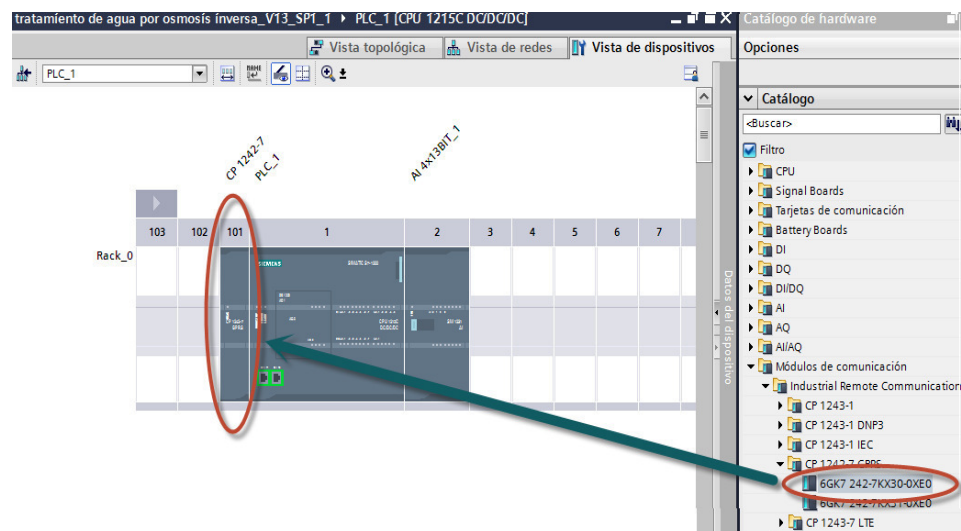 tratamiento de agua por osmosis inversa_V13_SP1_1 ▸ PLC_1 [CPU 1215C DC/DC/DC]
Vista topológica
Vista de redes
Vista de dispositivos
PLC_1
CP 1242-7
PLC_1
AI 4x13BIT_1
103 102 101 1 2 3 4 5 6 7
Rack_0
SIEMENS
Datos del dispositivo
Catálogo de hardware
Opciones
Catálogo
<Buscar>
Filtro
CPU
Signal Boards
Tarjetas de comunicación
Battery Boards
DI
DQ
DI/DQ
AI
AQ
AI/AQ
Módulos de comunicación
Industrial Remote Communication
CP 1243-1
CP 1243-1 DNP3
CP 1243-1 IEC
CP 1242-7 GPRS
6GK7 242-7KX30-0XE0
6GK7 242-7KX31-0XE0
CP 1243-7 LTE